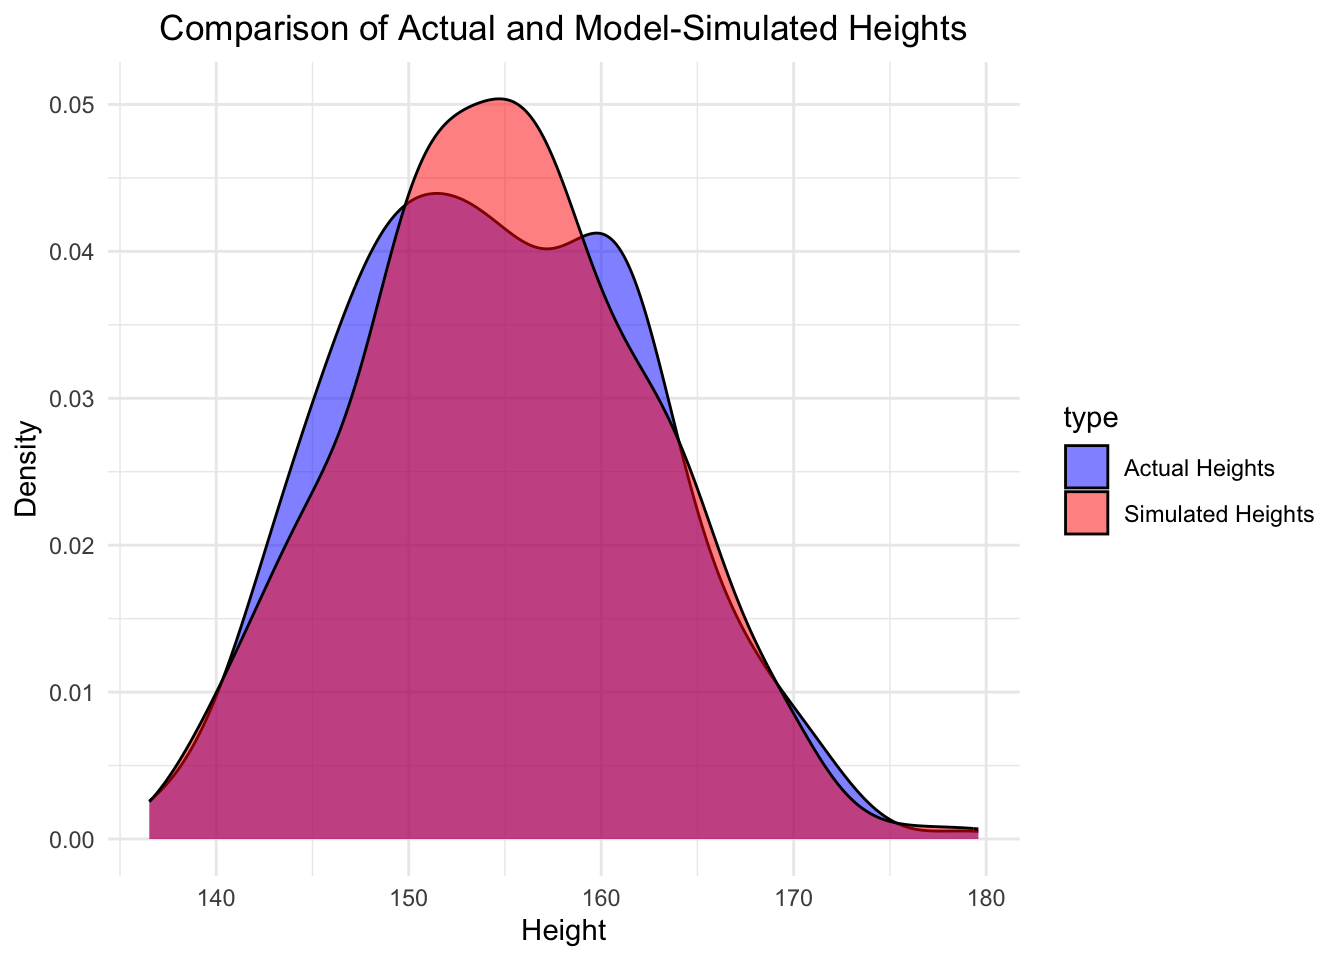 Comparison of Actual and Model-Simulated Heights
0.05
0.04
0.03
0.02
0.01
0.00
Density
140 150 160 170 180
Height
type
Actual Heights
Simulated Heights